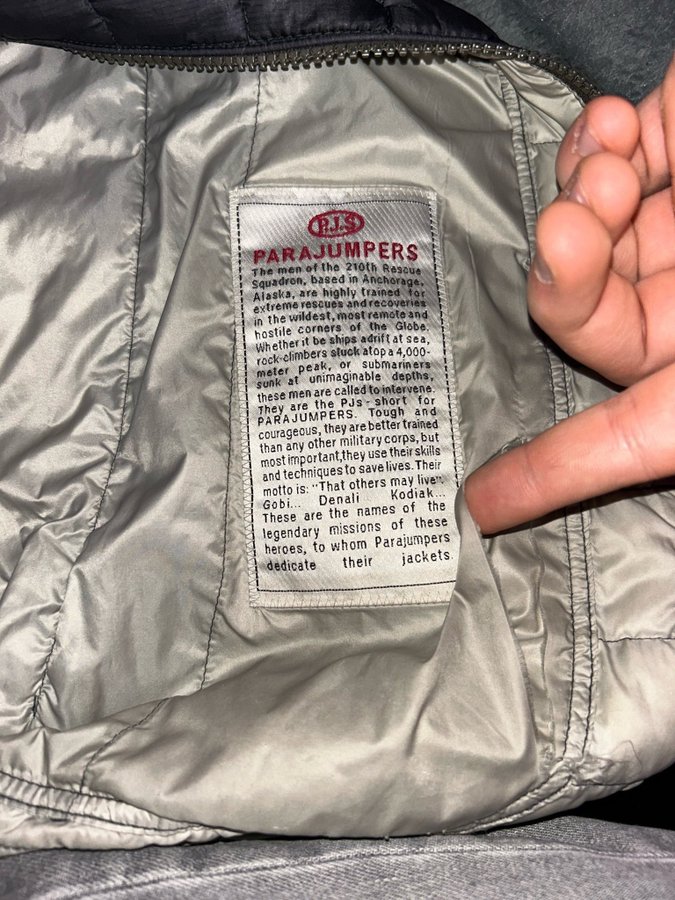 P.J.S
PARAJUMPERS
The men of the 210th Rescue
Squadron, based in Anchorage,
Alaska, are highly trained for
extreme rescues and recoveries
in the wildest, most remote and
hostile corners of the Globe.
Whether it be ships adrift at sea,
rock-climbers stuck atop a 4,000-
meter peak, or submariners
sunk at unimaginable depths,
these men are called to intervene.
They are the PJs - short for
PARAJUMPERS. Tough and
courageous, they are better trained
than any other military corps, but
most important,they use their skills
and techniques to save lives. Their
motto is: "That others may live".
Gobi... Denali Kodiak...
These are the names of the
legendary missions of these
heroes, to whom Parajumpers
dedicate their jackets